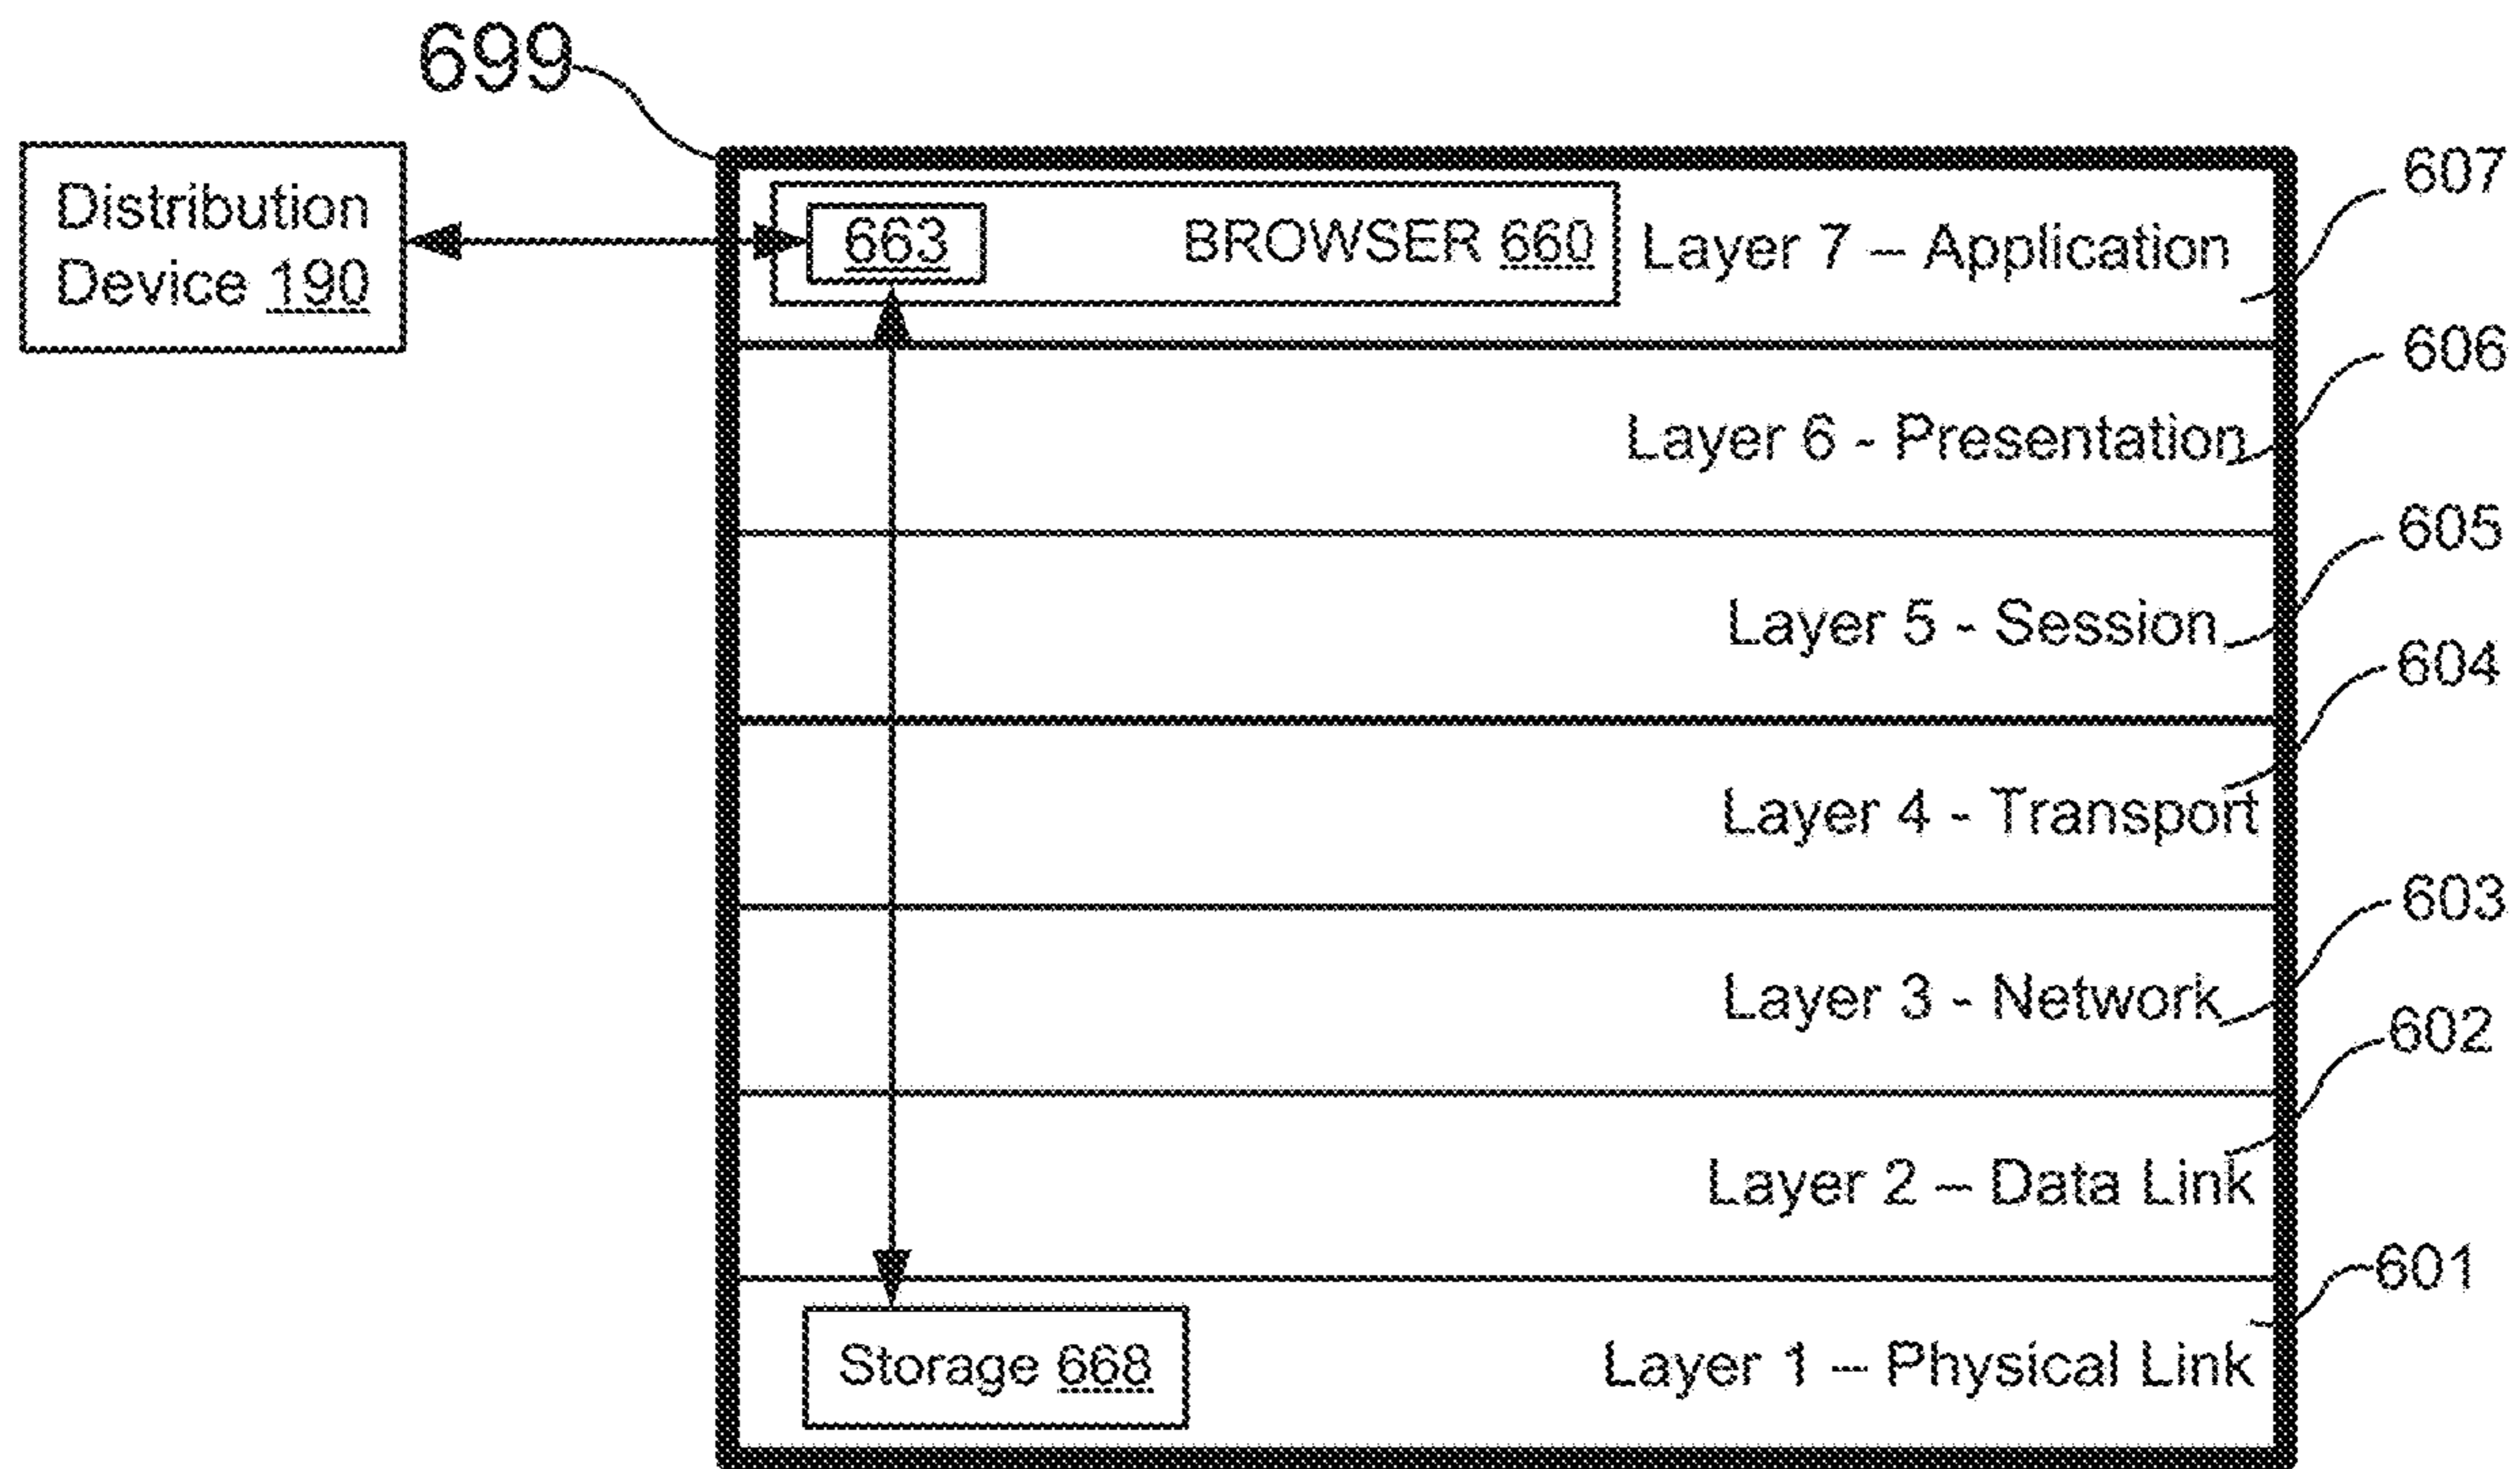 699
Distribution
Device 190
663
BROWSER 660
Layer 7 – Application
607
606
Layer 6 - Presentation
605
Layer 5 - Session
604
Layer 4 - Transport
603
Layer 3 - Network
602
Layer 2 – Data Link
601
Storage 668
Layer 1 – Physical Link